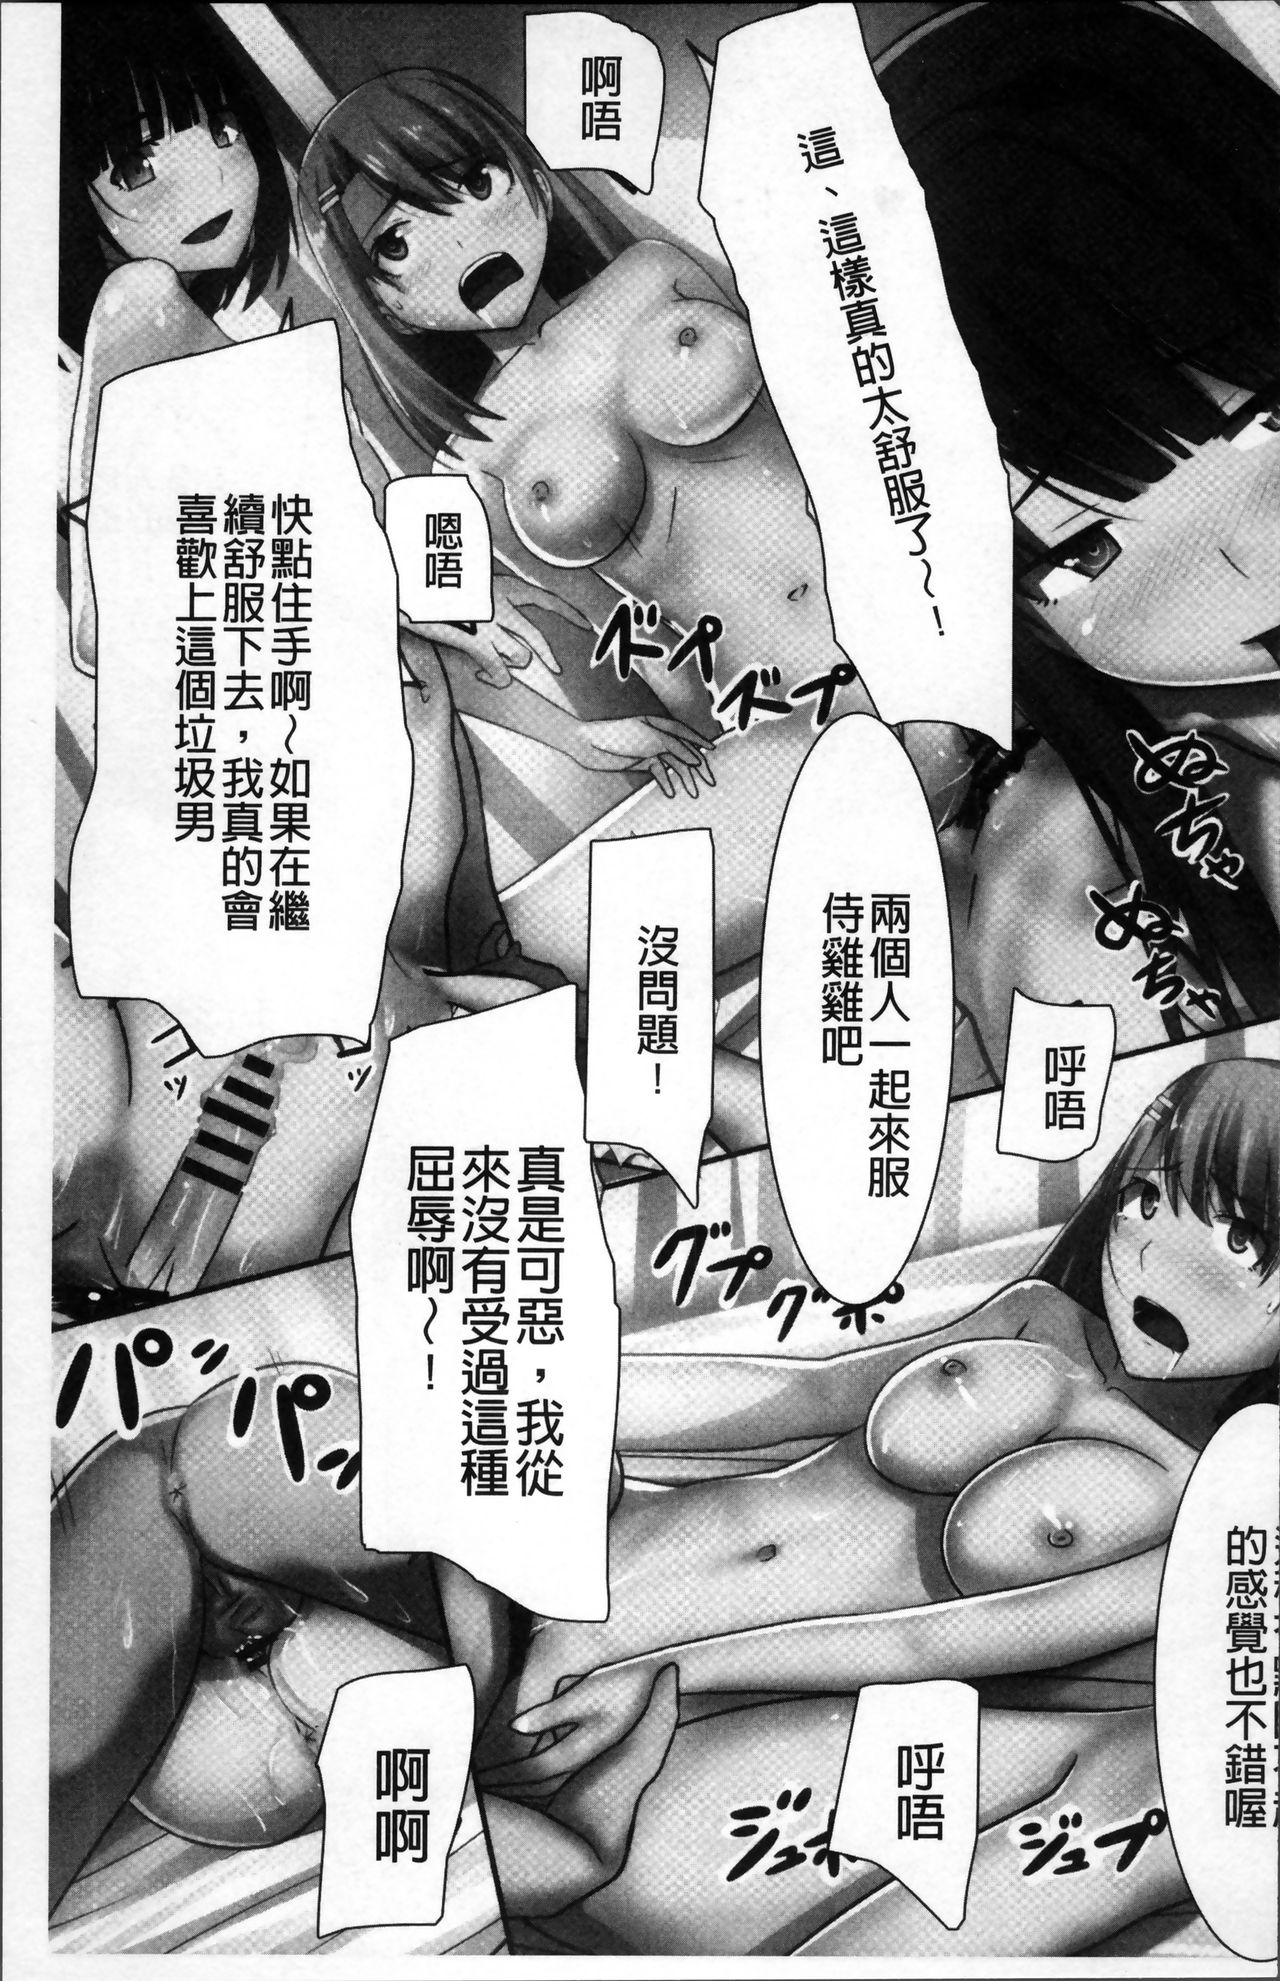 這、這樣真的太舒服了～！
啊唔
嗯唔
快點住手啊～如果在繼
續舒服下去，我真的會
喜歡上這個垃圾男
ズプ
ズプ
ぬちゃ
ぬちゃ
兩個人一起來服
侍雞雞吧
沒問題！
呼唔
グプ
グポ
真是可惡，我從
來沒有受過這種
屈辱啊～！
パン
パン
的感覺也不錯喔
呼唔
啊啊
ジュプ
ジュポ